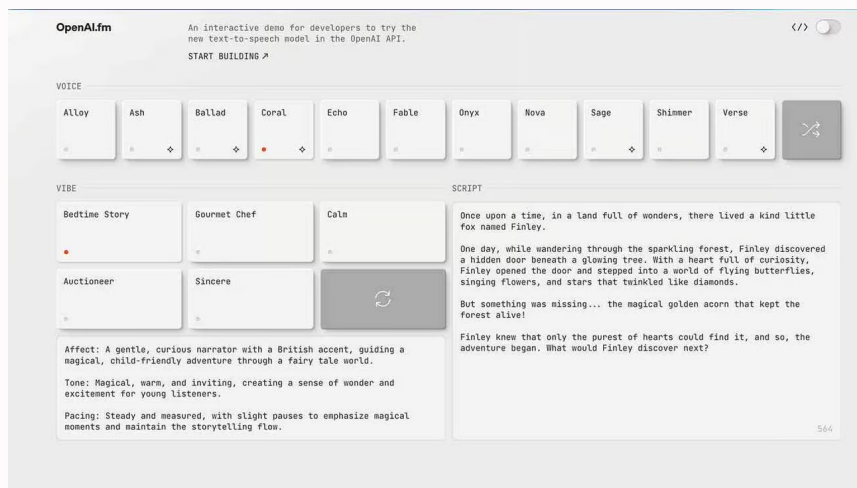 OpenAI.fm
An interactive demo for developers to try the
new text-to-speech model in the OpenAI API.
START BUILDING ↗
</>
VOICE
Alloy
Ash
Ballad
Coral
Echo
Fable
Onyx
Nova
Sage
Shimmer
Verse
VIBE
Bedtime Story
Gourmet Chef
Calm
Auctioneer
Sincere
Affect: A gentle, curious narrator with a British accent, guiding a
magical, child-friendly adventure through a fairy tale world.
Tone: Magical, warm, and inviting, creating a sense of wonder and
excitement for young listeners.
Pacing: Steady and measured, with slight pauses to emphasize magical
moments and maintain the storytelling flow.
SCRIPT
Once upon a time, in a land full of wonders, there lived a kind little
fox named Finley.
One day, while wandering through the sparkling forest, Finley discovered
a hidden door beneath a glowing tree. With a heart full of curiosity,
Finley opened the door and stepped into a world of flying butterflies,
singing flowers, and stars that twinkled like diamonds.
But something was missing... the magical golden acorn that kept the
forest alive!
Finley knew that only the purest of hearts could find it, and so, the
adventure began. What would Finley discover next?
564